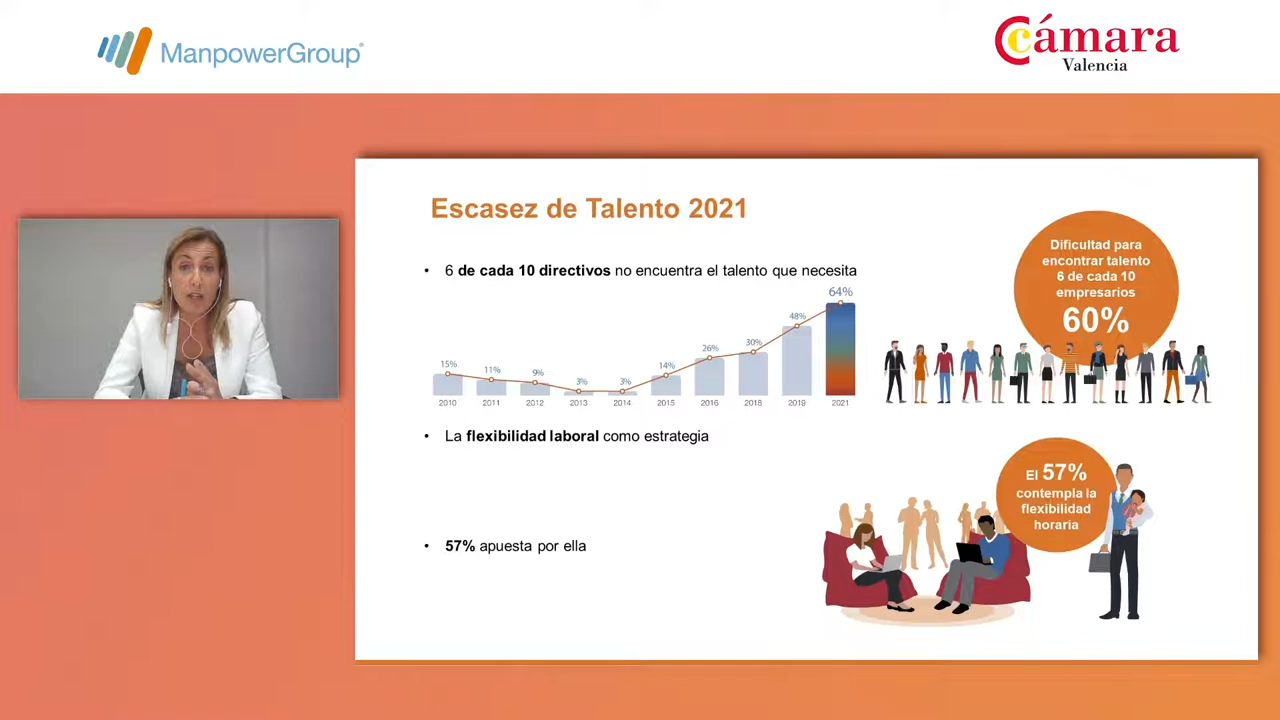 ManpowerGroup
Cámara
Valencia
Escasez de Talento 2021
• 6 de cada 10 directivos no encuentra el talento que necesita
15% 11% 9% 3% 3% 14% 26% 30% 48% 64%
2010 2011 2012 2013 2014 2015 2016 2018 2019 2021
Dificultad para
encontrar talento
6 de cada 10
empresarios
60%
• La flexibilidad laboral como estrategia
• 57% apuesta por ella
El 57%
contempla la
flexibilidad
horaria